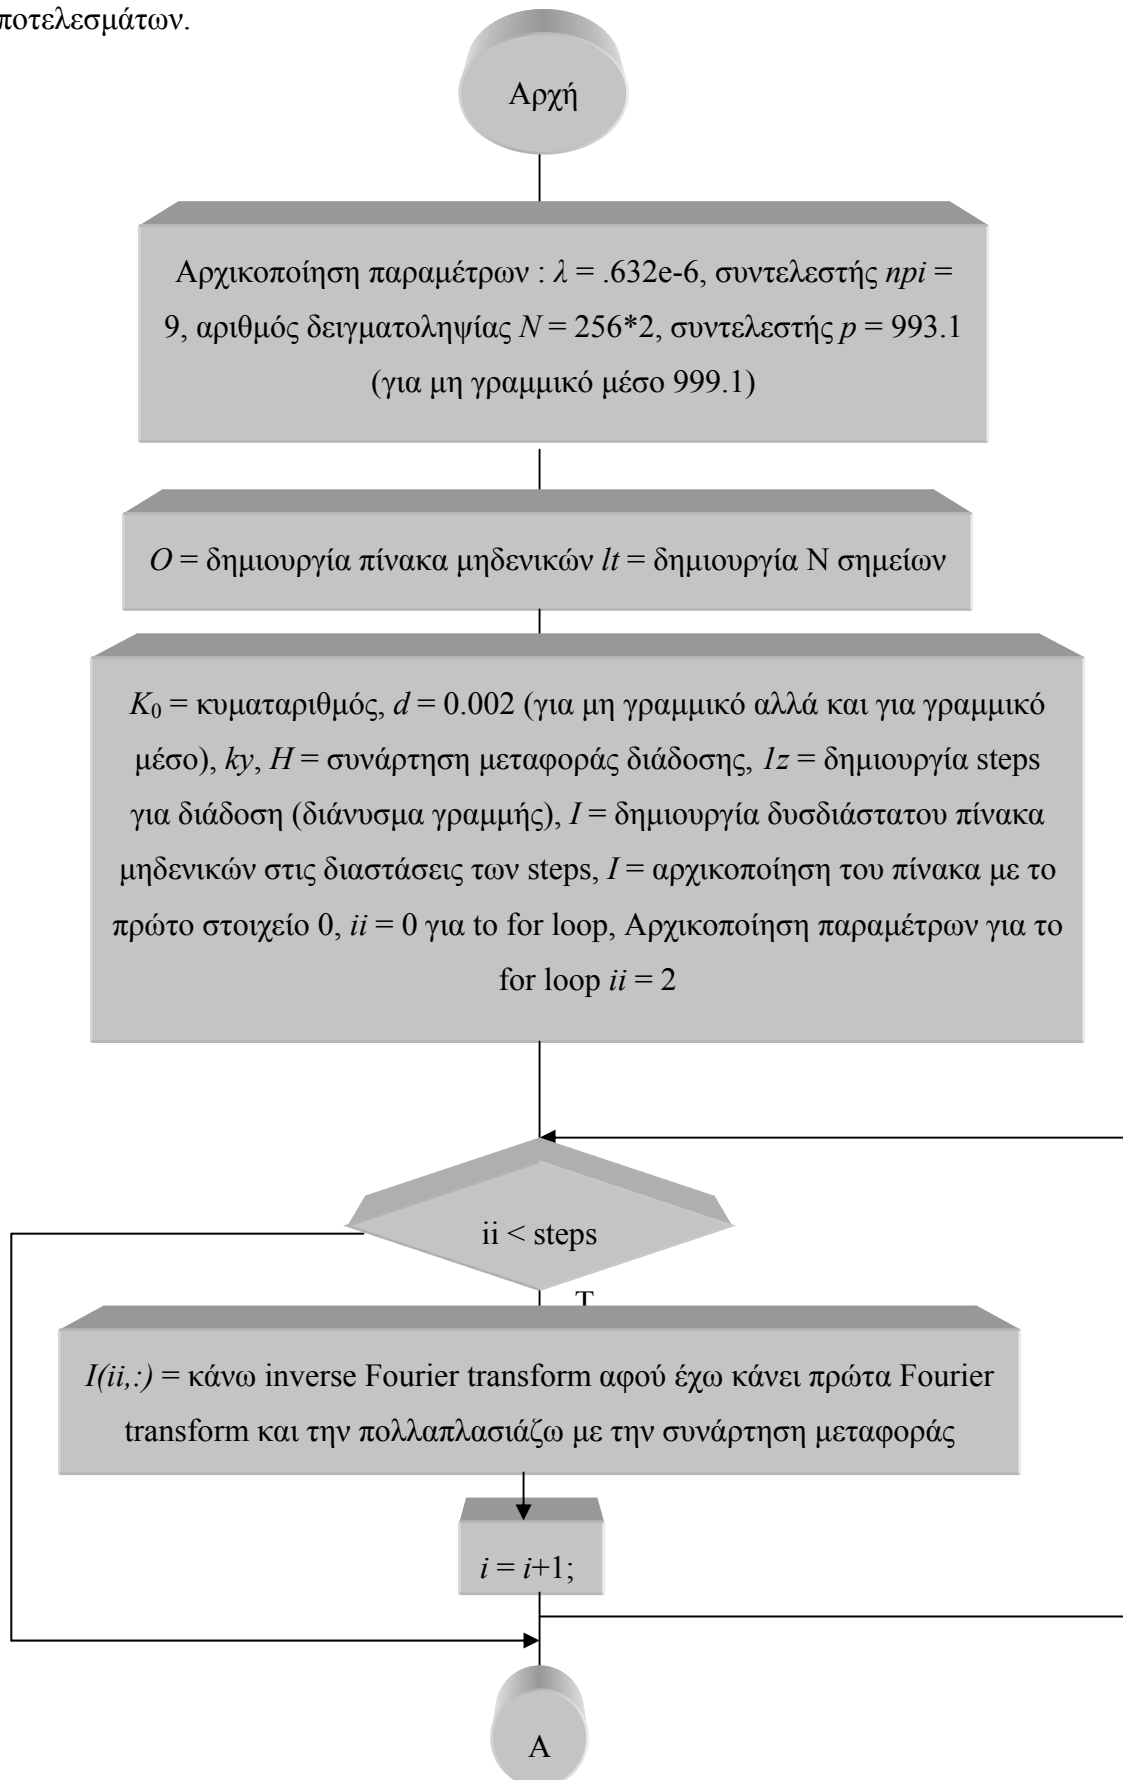 ποτελεσμάτων.
Αρχή
Αρχικοποίηση παραμέτρων : λ = .632e-6, συντελεστής npi =
9, αριθμός δειγματοληψίας N = 256*2, συντελεστής p = 993.1
(για μη γραμμικό μέσο 999.1)
O = δημιουργία πίνακα μηδενικών lt = δημιουργία N σημείων
K₀ = κυματαριθμός, d = 0.002 (για μη γραμμικό αλλά και για γραμμικό
μέσο), ky, H = συνάρτηση μεταφοράς διάδοσης, 1z = δημιουργία steps
για διάδοση (διάνυσμα γραμμής), I = δημιουργία δυσδιάστατου πίνακα
μηδενικών στις διαστάσεις των steps, I = αρχικοποίηση του πίνακα με το
πρώτο στοιχείο 0, ii = 0 για to for loop, Αρχικοποίηση παραμέτρων για το
for loop ii = 2
ii < steps
T
I(ii,:) = κάνω inverse Fourier transform αφού έχω κάνει πρώτα Fourier
transform και την πολλαπλασιάζω με την συνάρτηση μεταφοράς
i = i+1;
A